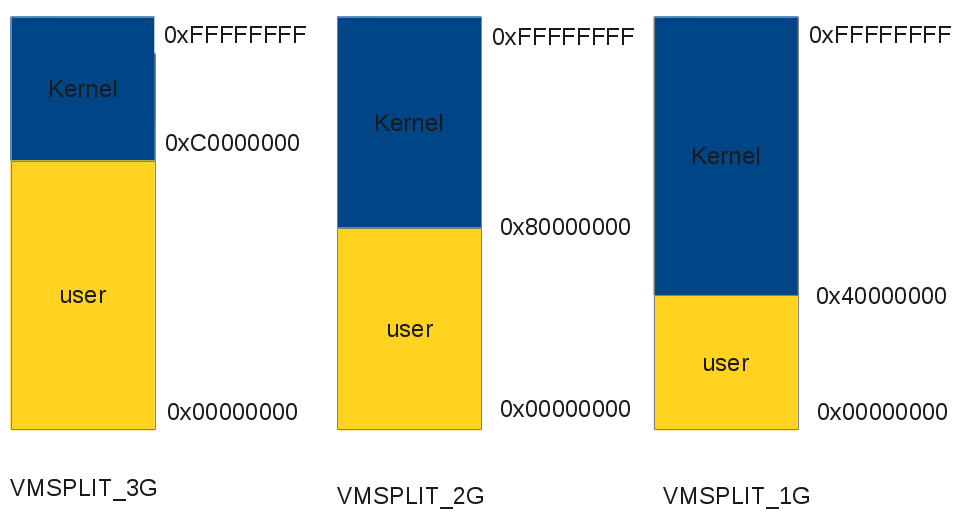 0xFFFFFFFF
Kernel
0xC0000000
user
0x00000000
VMSPLIT_3G
0xFFFFFFFF
Kernel
0x80000000
user
0x00000000
VMSPLIT_2G
0xFFFFFFFF
Kernel
0x40000000
user
0x00000000
VMSPLIT_1G